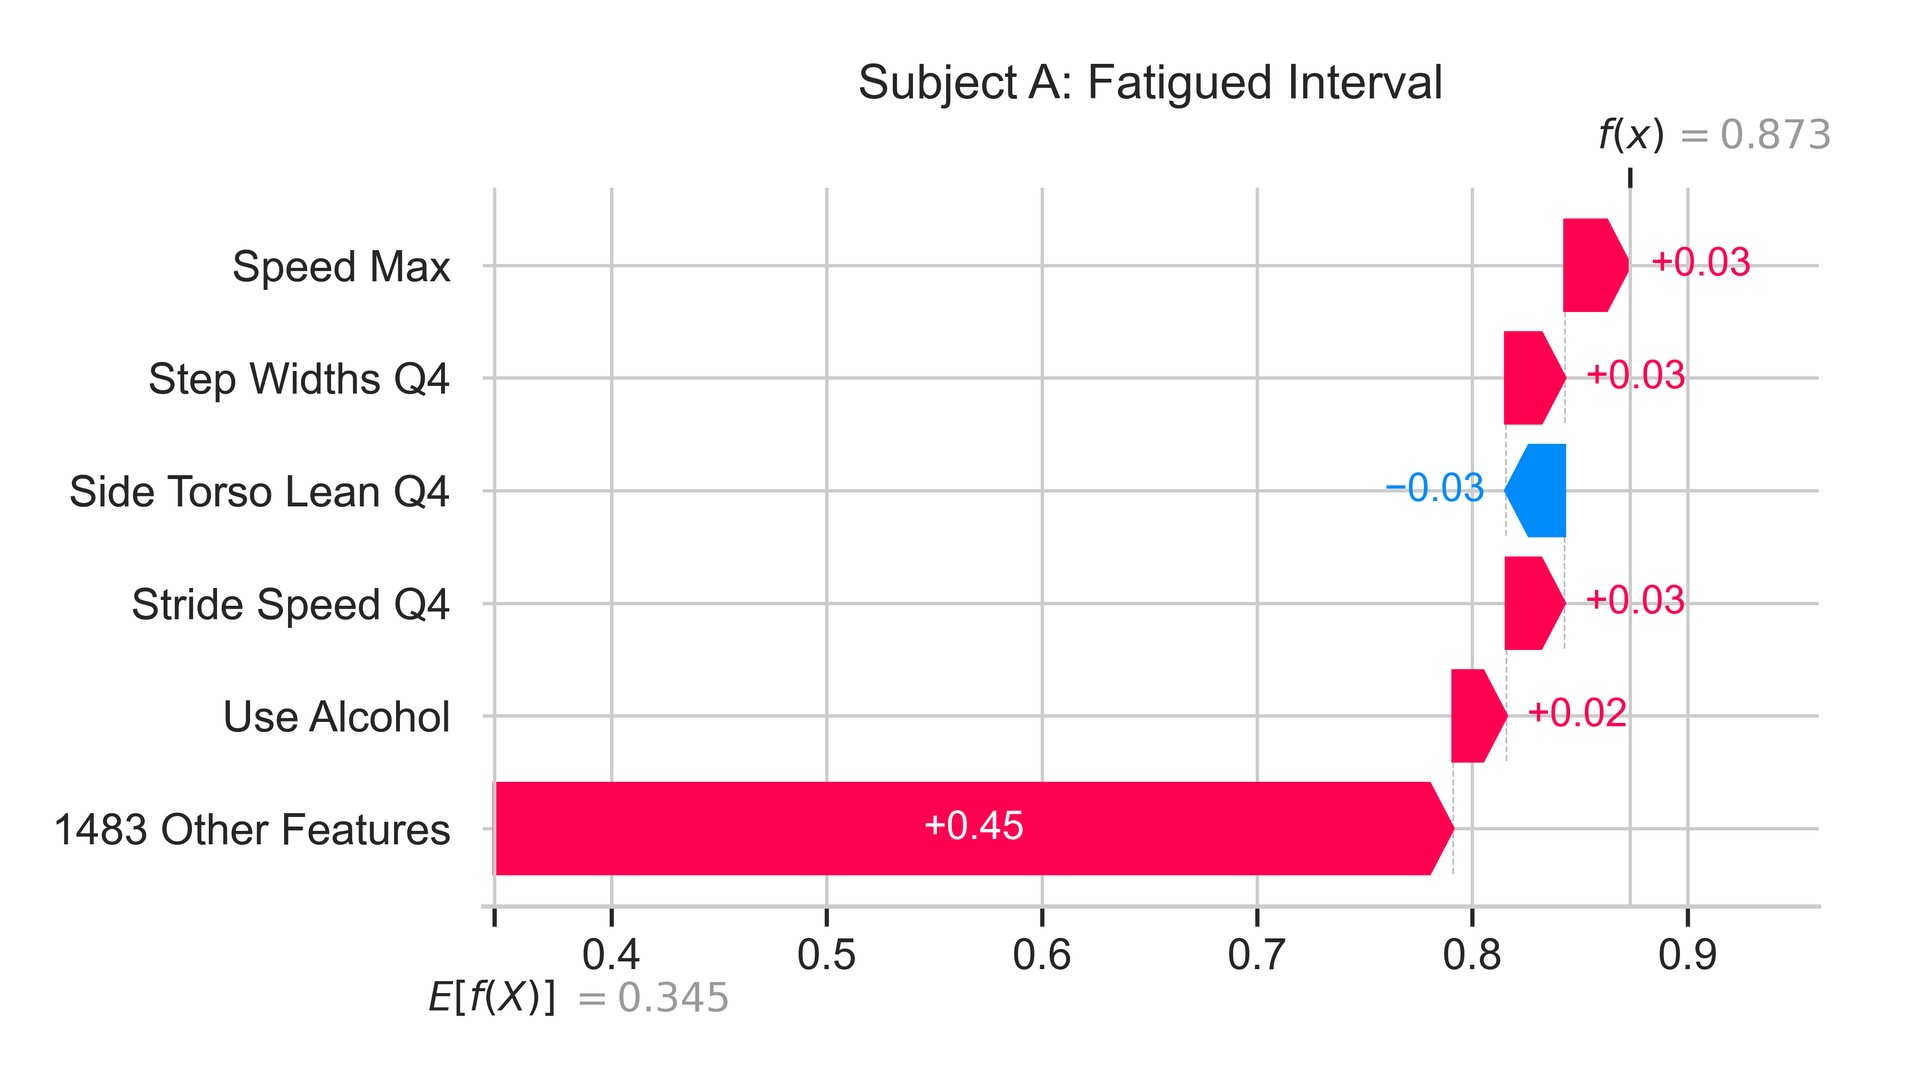 Subject A: Fatigued Interval
f(x) = 0.873
Speed Max +0.03
Step Widths Q4 +0.03
Side Torso Lean Q4 −0.03
Stride Speed Q4 +0.03
Use Alcohol +0.02
1483 Other Features +0.45
0.4 0.5 0.6 0.7 0.8 0.9
E[f(X)] = 0.345